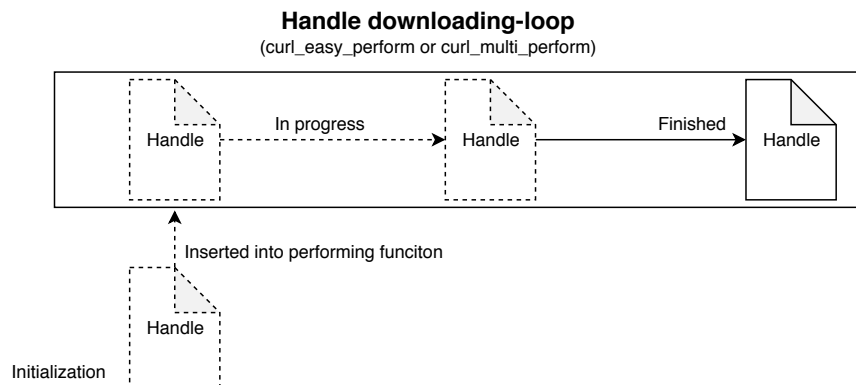 Handle downloading-loop
(curl_easy_perform or curl_multi_perform)
Handle
In progress
Handle
Finished
Handle
Inserted into performing funciton
Handle
Initialization